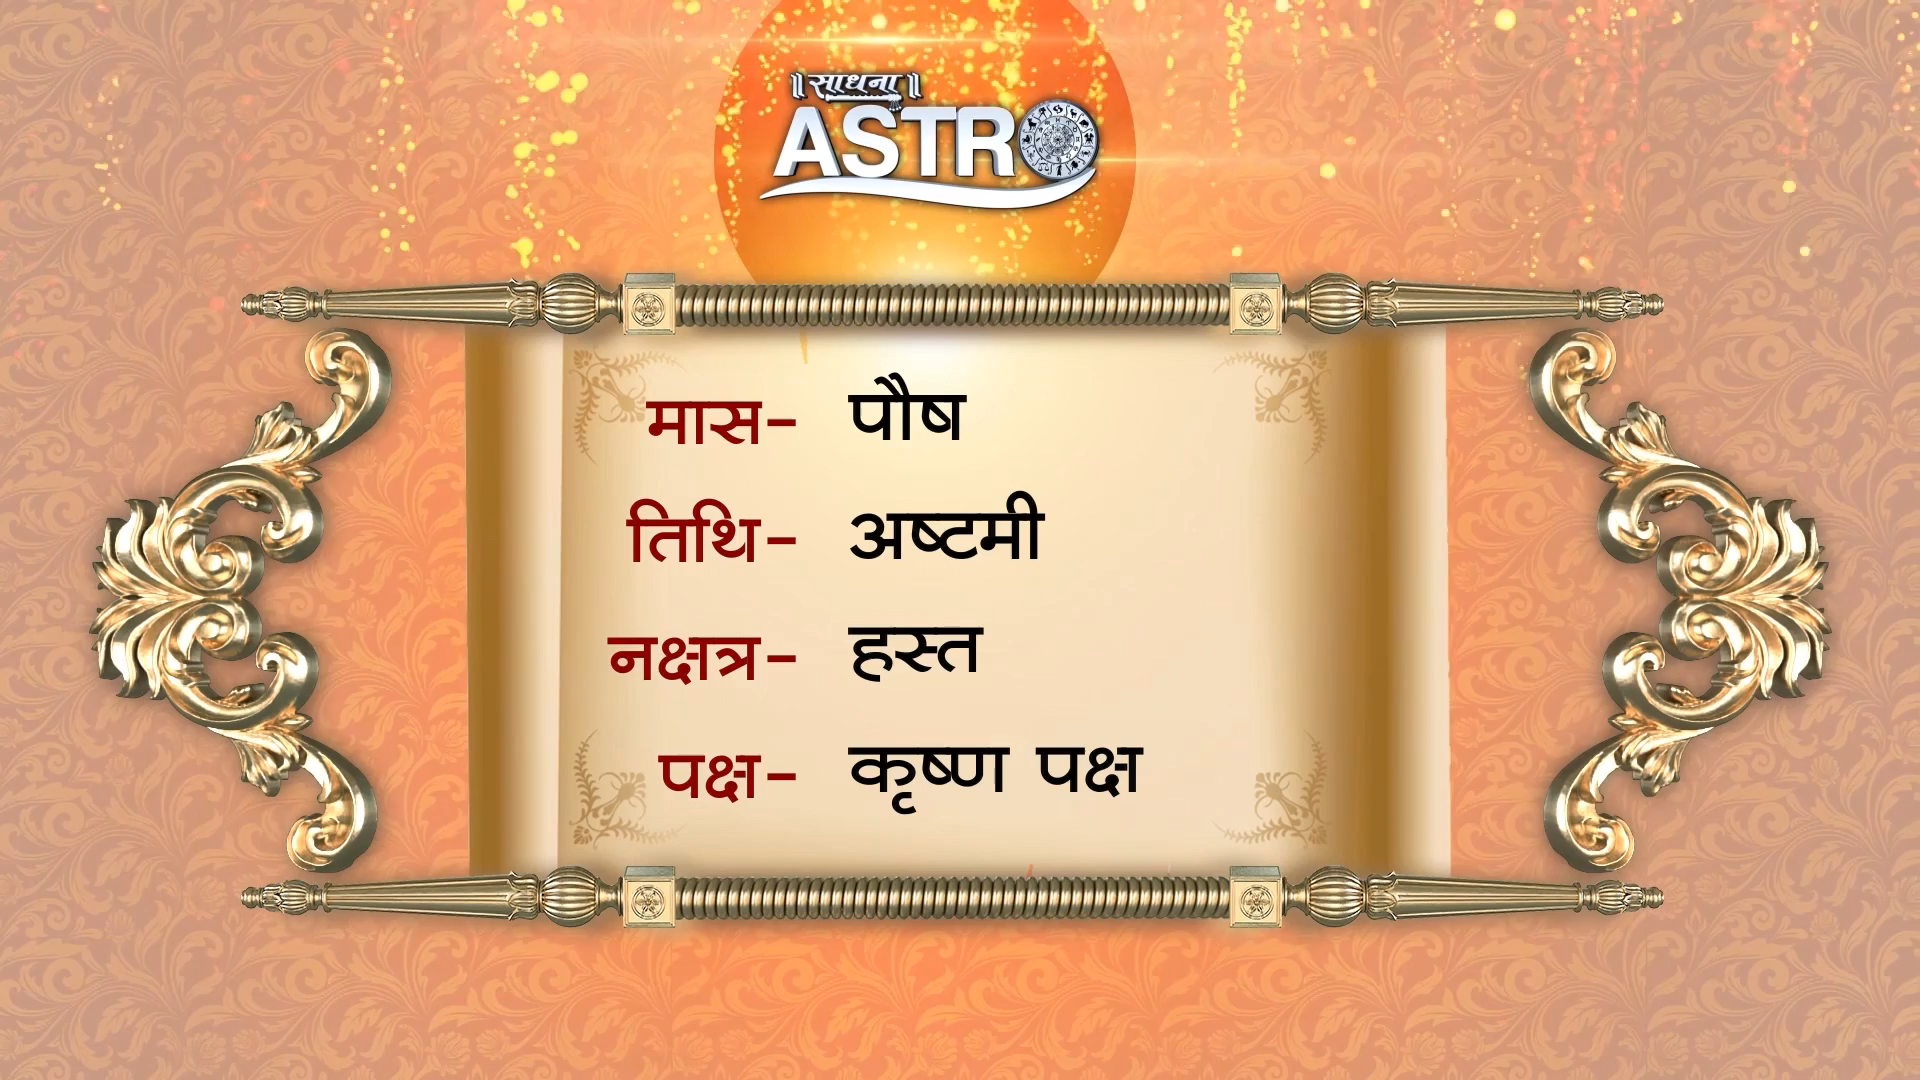 ॥साधना॥
ASTRO
मास- पौष
तिथि- अष्टमी
नक्षत्र- हस्त
पक्ष- कृष्ण पक्ष